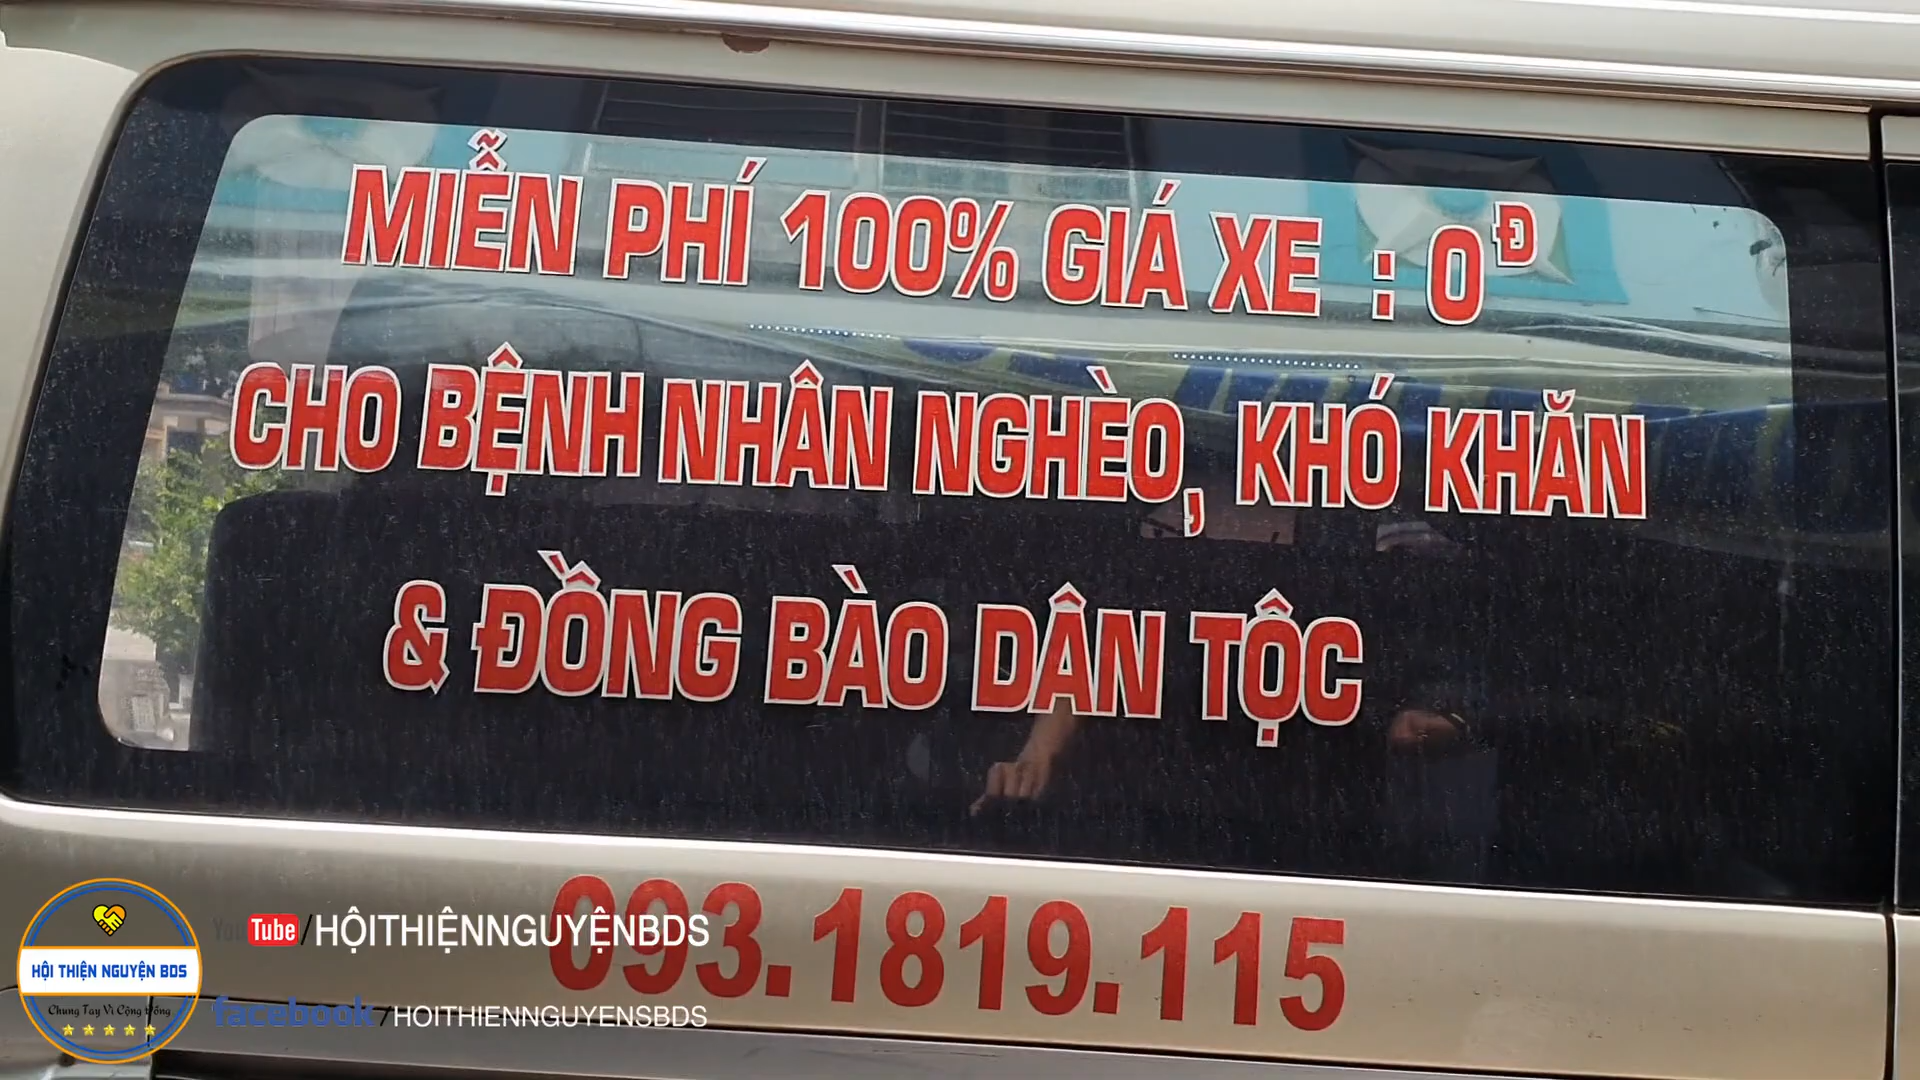 MIỄN PHÍ 100% GIÁ XE : 0Đ
CHO BỆNH NHÂN NGHÈO, KHÓ KHĂN
& ĐỒNG BÀO DÂN TỘC
093.1819.115
YouTube/HỘITHIỆNNGUYỆNBDS
facebook/HOITHIENNGUYENSBDS
HỘI THIỆN NGUYỆN BDS
Chung Tay Vì Cộng Đồng